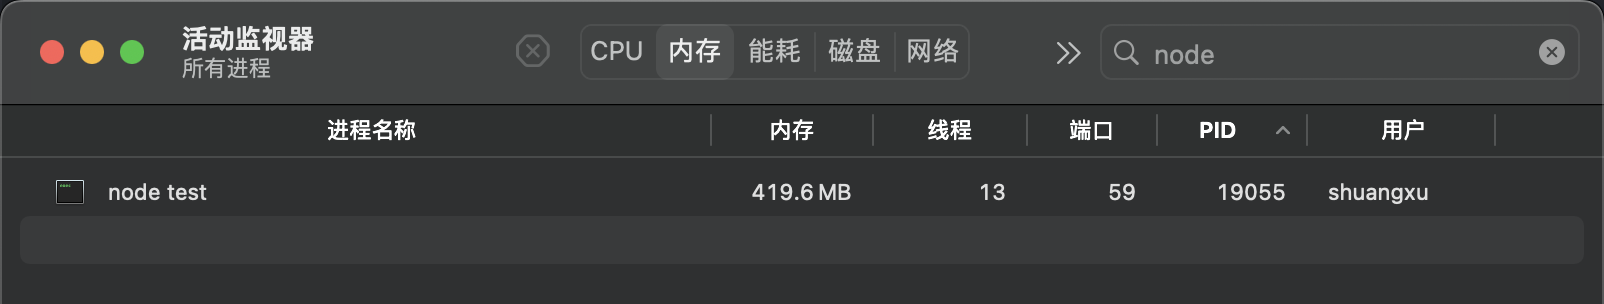 活动监视器
所有进程
CPU 内存 能耗 磁盘 网络
node
进程名称 内存 线程 端口 PID 用户
node test 419.6 MB 13 59 19055 shuangxu